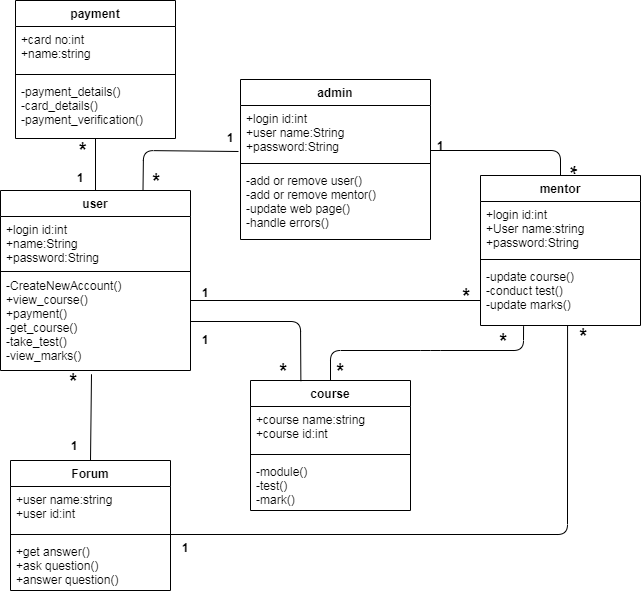 payment
+card no:int
+name:string
-payment_details()
-card_details()
-payment_verification()
admin
+login id:int
+user name:String
+password:String
-add or remove user()
-add or remove mentor()
-update web page()
-handle errors()
*
1
1
*
1
*
user
+login id:int
+name:String
+password:String
-CreateNewAccount()
+view_course()
+payment()
-get_course()
-take_test()
-view_marks()
mentor
+login id:int
+User name:string
+password:String
-update course()
-conduct test()
-update marks()
1
*
1
*
*
*
*
*
1
course
+course name:string
+course id:int
-module()
-test()
-mark()
Forum
+user name:string
+user id:int
+get answer()
+ask question()
+answer question()
1